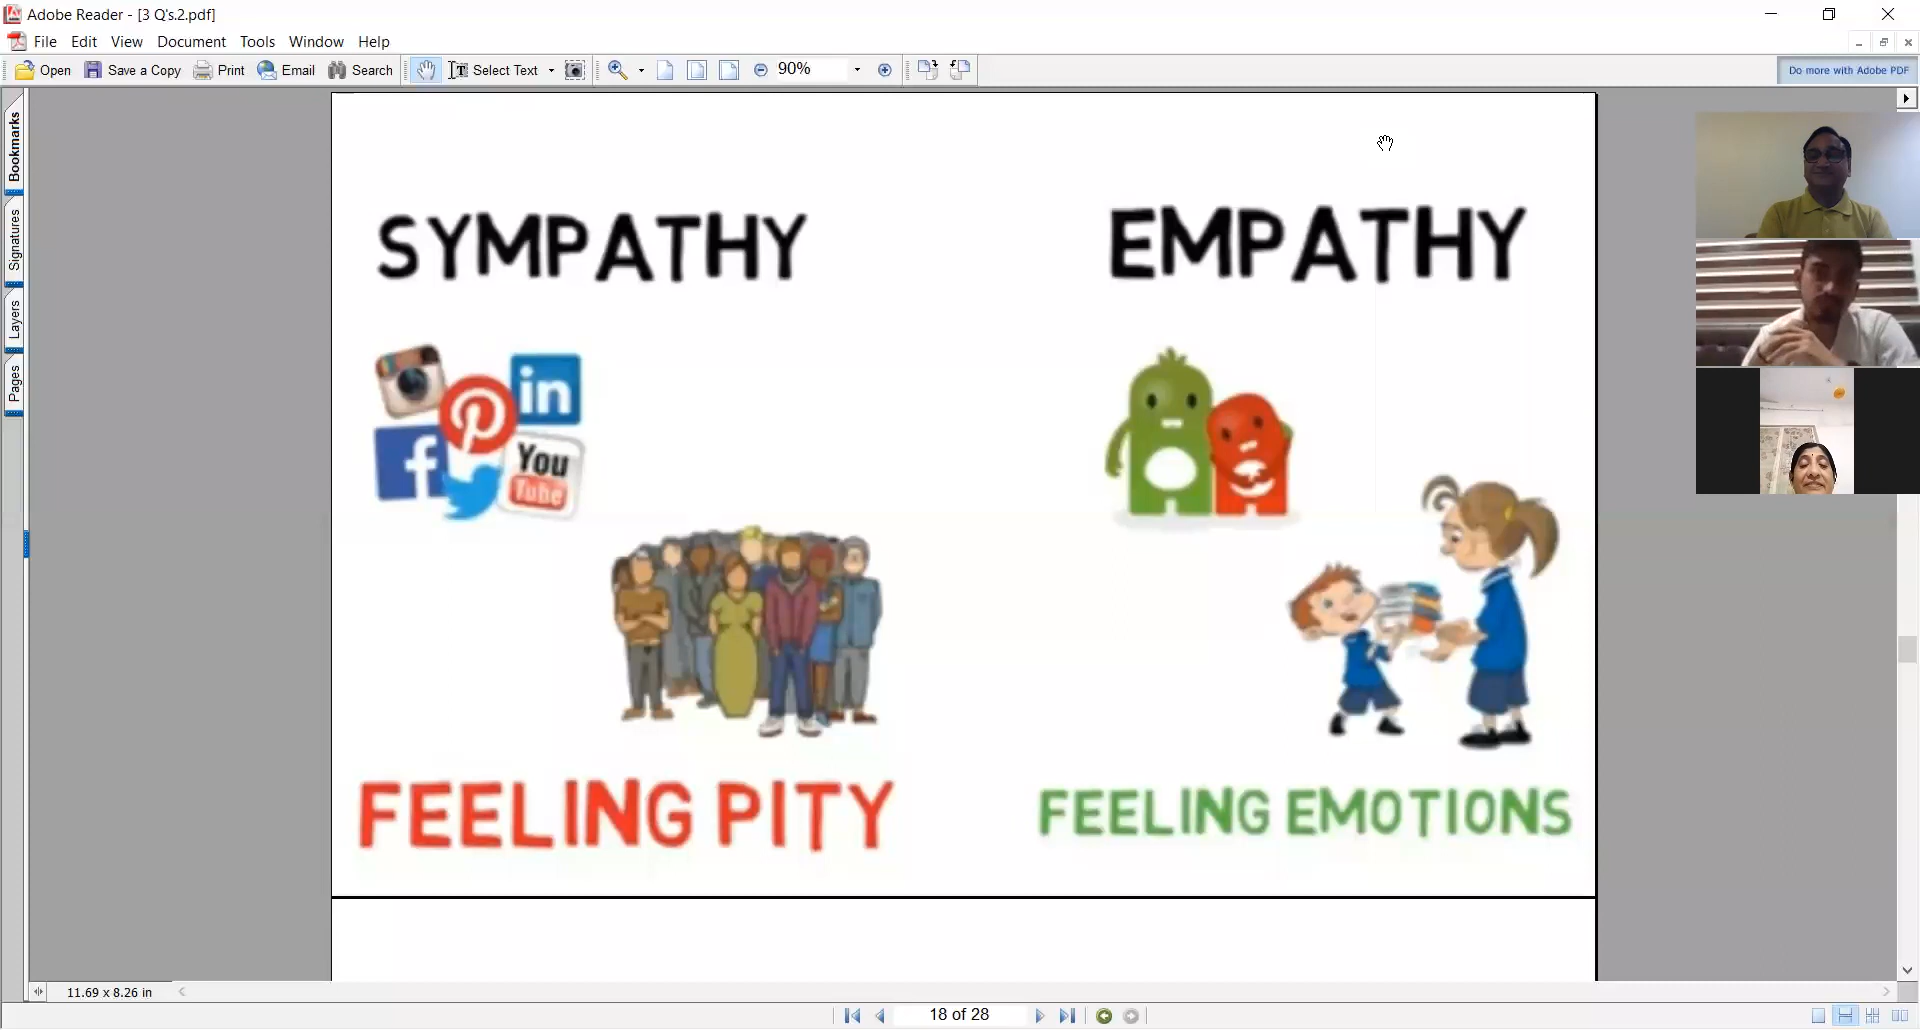 Adobe Reader - [3 Q's.2.pdf]
File Edit View Document Tools Window Help
Open Save a Copy Print Email Search Select Text 90% Do more with Adobe PDF
Bookmarks
Signatures
Layers
Pages
SYMPATHY EMPATHY
in
f
You
Tube
FEELING PITY FEELING EMOTIONS
11.69 x 8.26 in
18 of 28